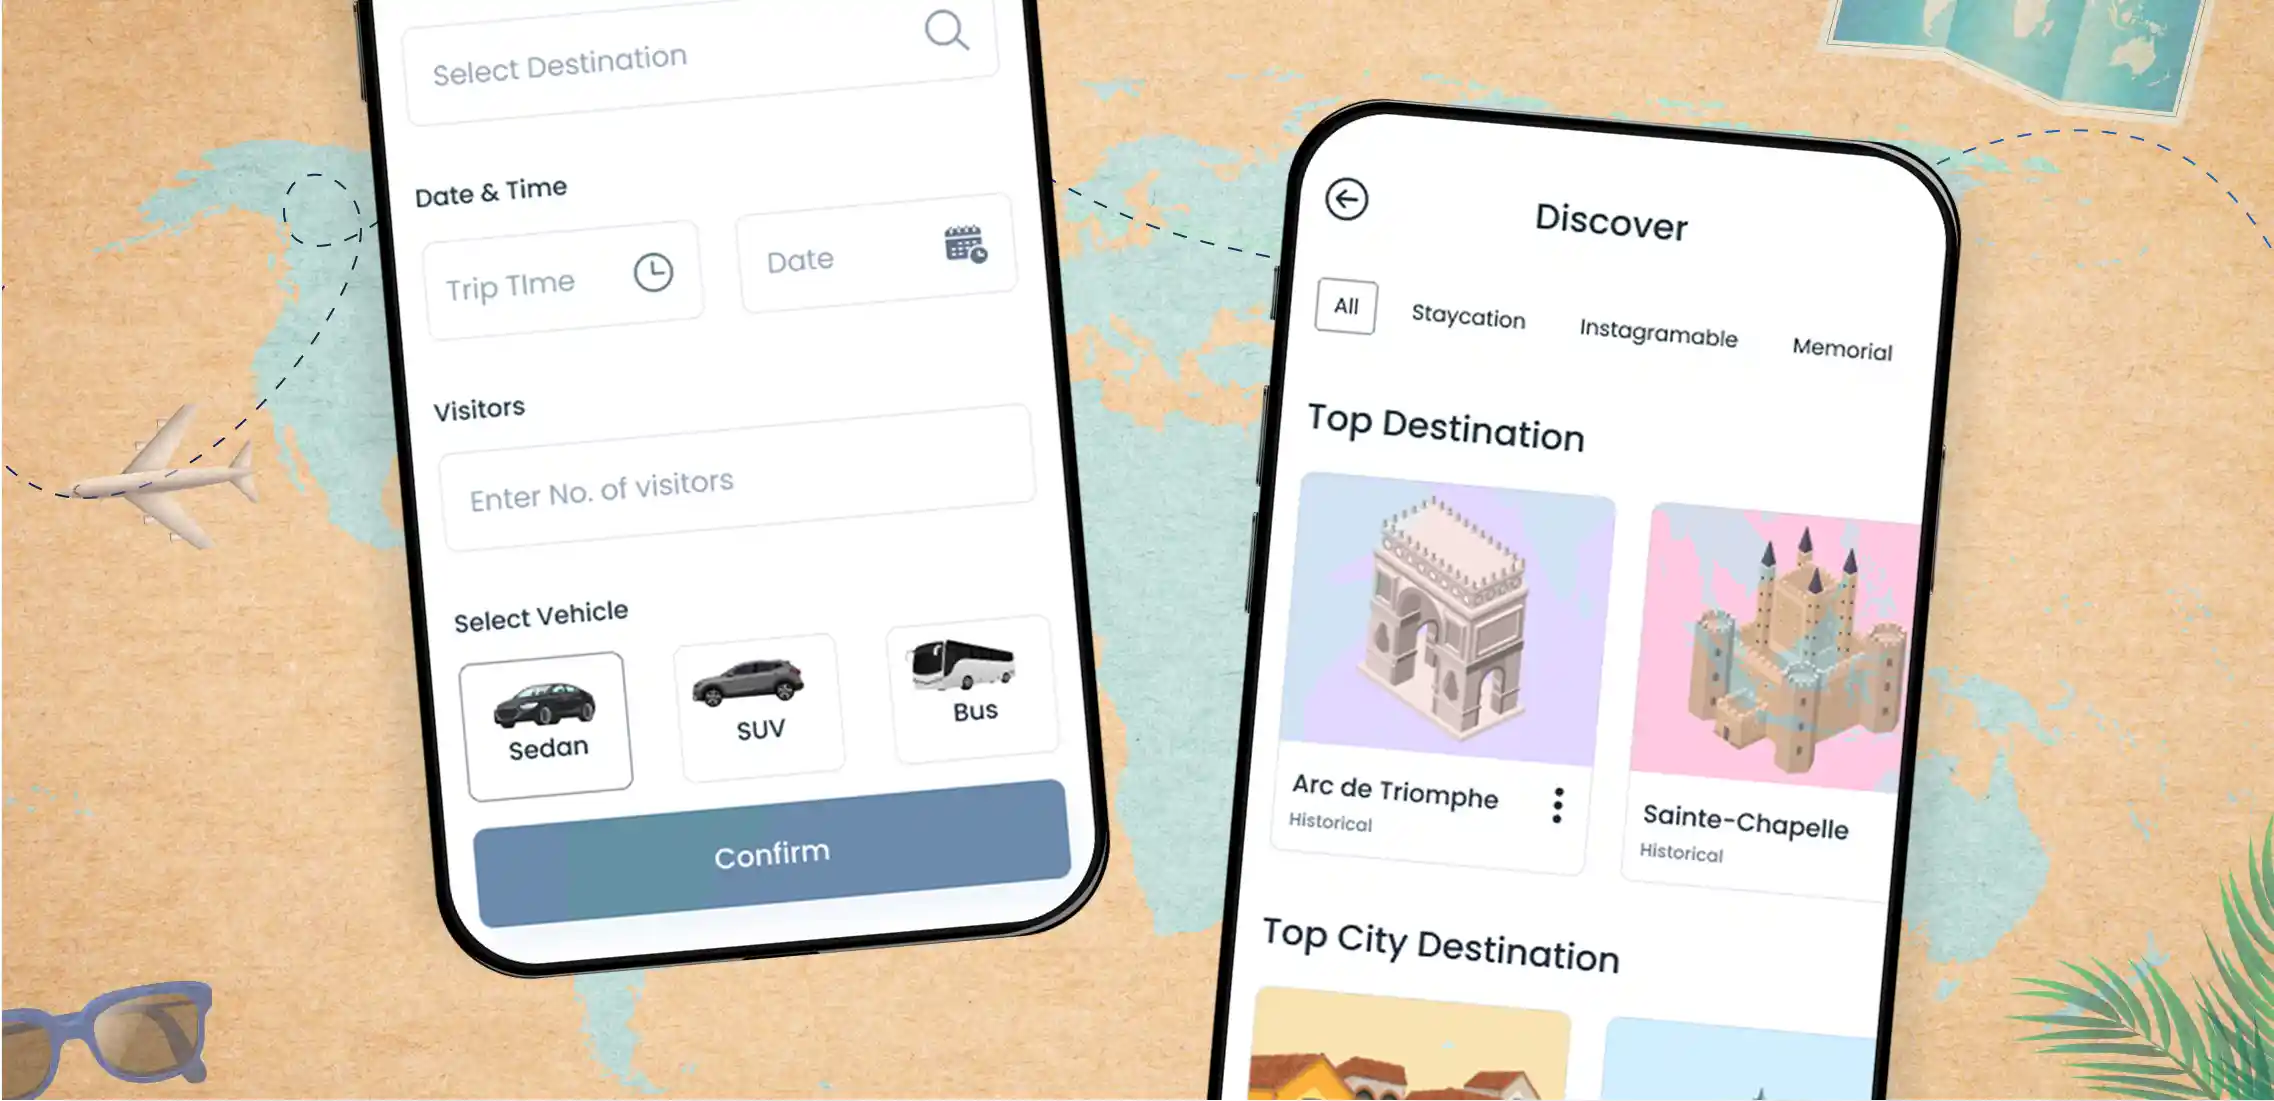 Select Destination
Date & Time
Trip TIme
Date
Visitors
Enter No. of visitors
Select Vehicle
Sedan
SUV
Bus
Confirm
Discover
All
Staycation
Instagramable
Memorial
Top Destination
Arc de Triomphe
Historical
Sainte-Chapelle
Historical
Top City Destination